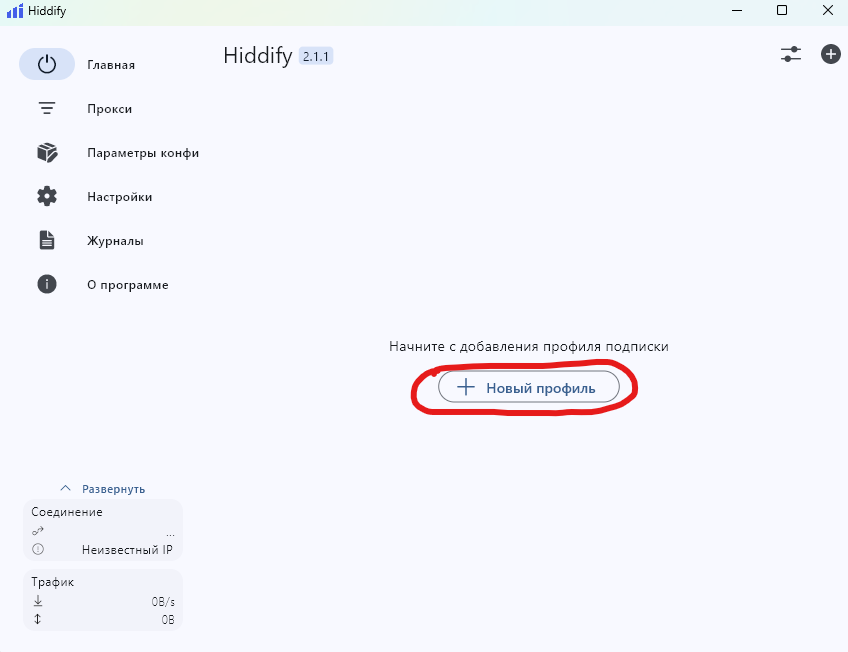 Hiddify
Главная
Прокси
Параметры конфи
Настройки
Журналы
О программе
Hiddify 2.1.1
Начните с добавления профиля подписки
Новый профиль
Развернуть
Соединение
...
Неизвестный IP
Трафик
0B/s
0B